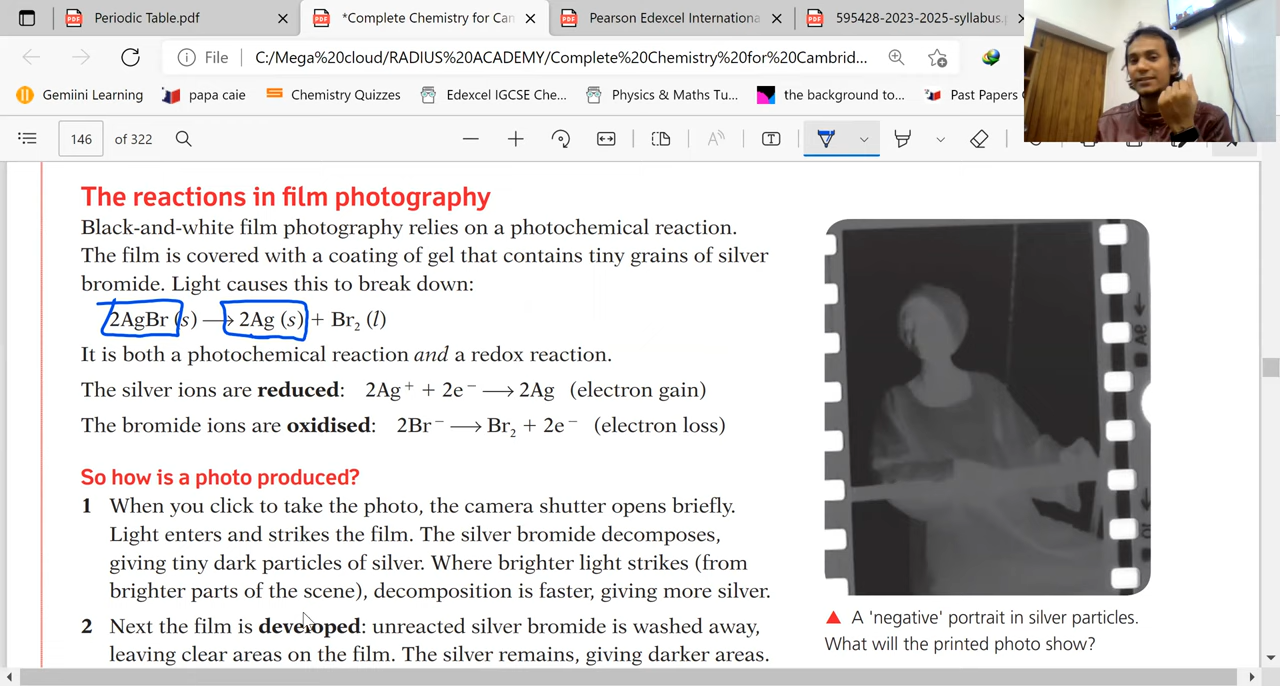 Periodic Table.pdf
*Complete Chemistry for Can
Pearson Edexcel Internationa
595428-2023-2025-syllabus.
File
C:/Mega%20cloud/RADIUS%20ACADEMY/Complete%20Chemistry%20for%20Cambrid...
Gemiini Learning
papa caie
Chemistry Quizzes
Edexcel IGCSE Che...
Physics & Maths Tu...
the background to...
Past Papers
146 of 322
The reactions in film photography
Black-and-white film photography relies on a photochemical reaction.
The film is covered with a coating of gel that contains tiny grains of silver
bromide. Light causes this to break down:
2AgBr (s) ⟶ 2Ag (s) + Br₂ (l)
It is both a photochemical reaction and a redox reaction.
The silver ions are reduced: 2Ag⁺ + 2e⁻ ⟶ 2Ag (electron gain)
The bromide ions are oxidised: 2Br⁻ ⟶ Br₂ + 2e⁻ (electron loss)
So how is a photo produced?
1 When you click to take the photo, the camera shutter opens briefly.
Light enters and strikes the film. The silver bromide decomposes,
giving tiny dark particles of silver. Where brighter light strikes (from
brighter parts of the scene), decomposition is faster, giving more silver.
2 Next the film is developed: unreacted silver bromide is washed away,
leaving clear areas on the film. The silver remains, giving darker areas.
▲ A 'negative' portrait in silver particles.
What will the printed photo show?